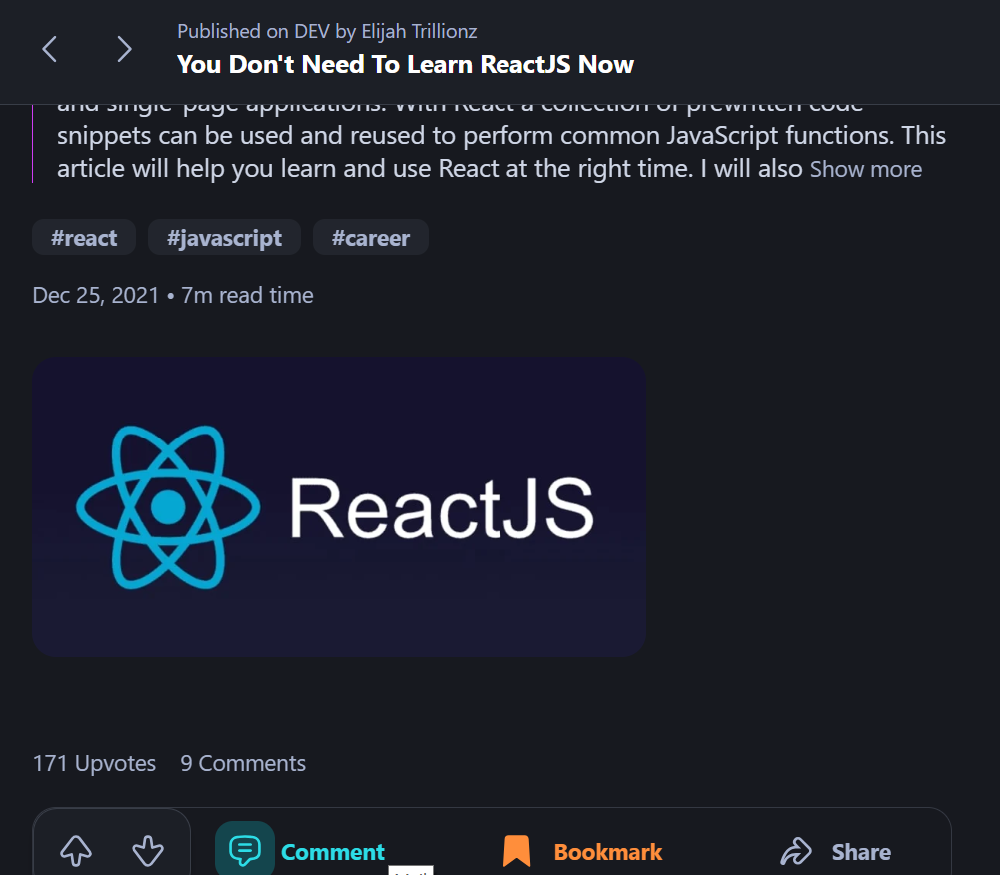 Published on DEV by Elijah Trillionz
You Don't Need To Learn ReactJS Now
and single-page applications. With React a collection of prewritten code
snippets can be used and reused to perform common JavaScript functions. This
article will help you learn and use React at the right time. I will also Show more
#react #javascript #career
Dec 25, 2021 • 7m read time
ReactJS
171 Upvotes 9 Comments
Comment Bookmark Share